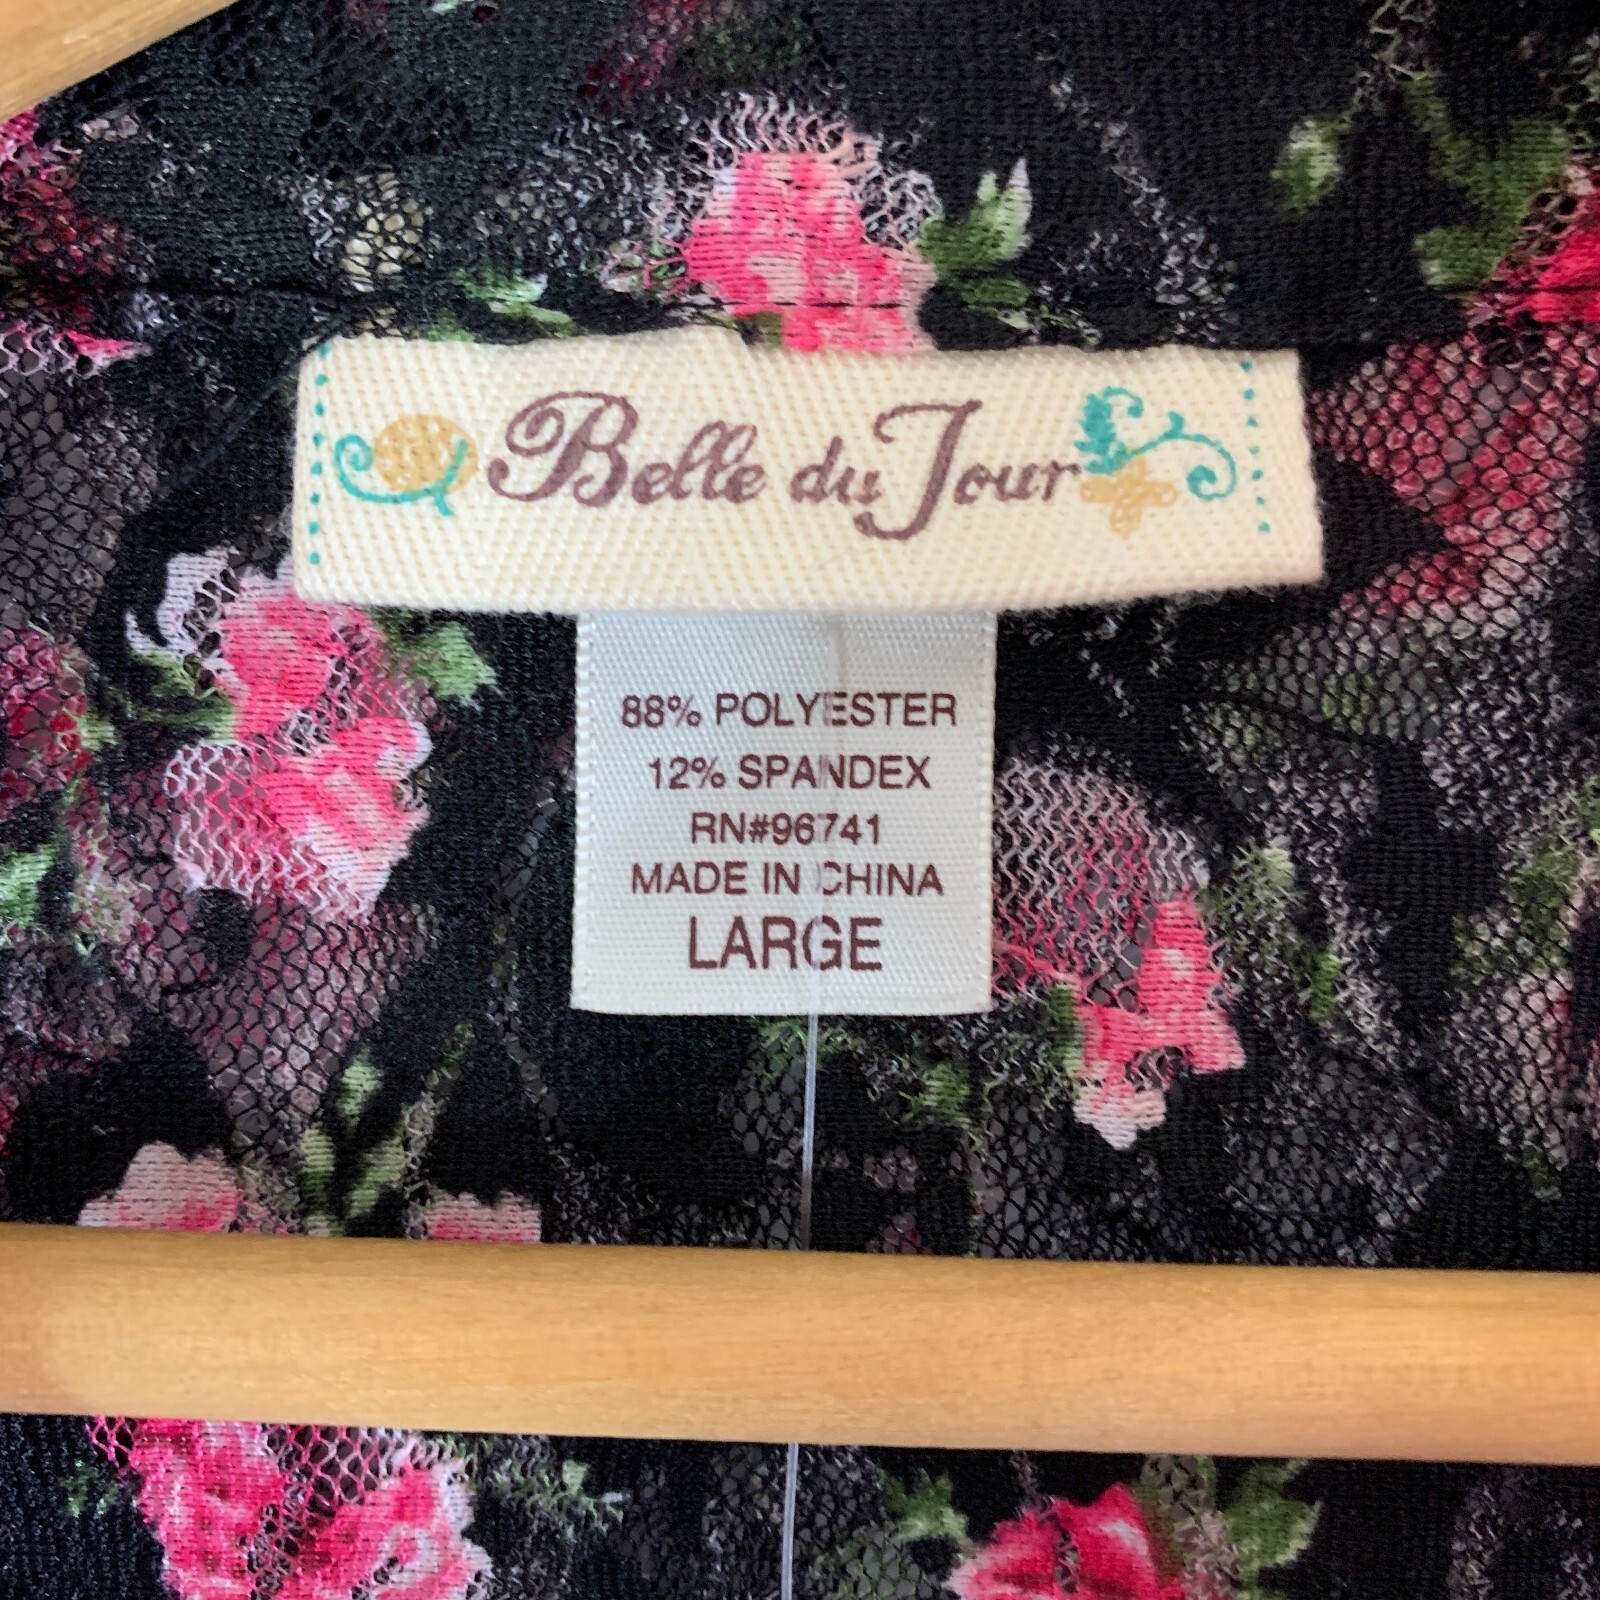 Belle du Jour
88% POLYESTER
12% SPANDEX
RN#96741
MADE IN CHINA
LARGE